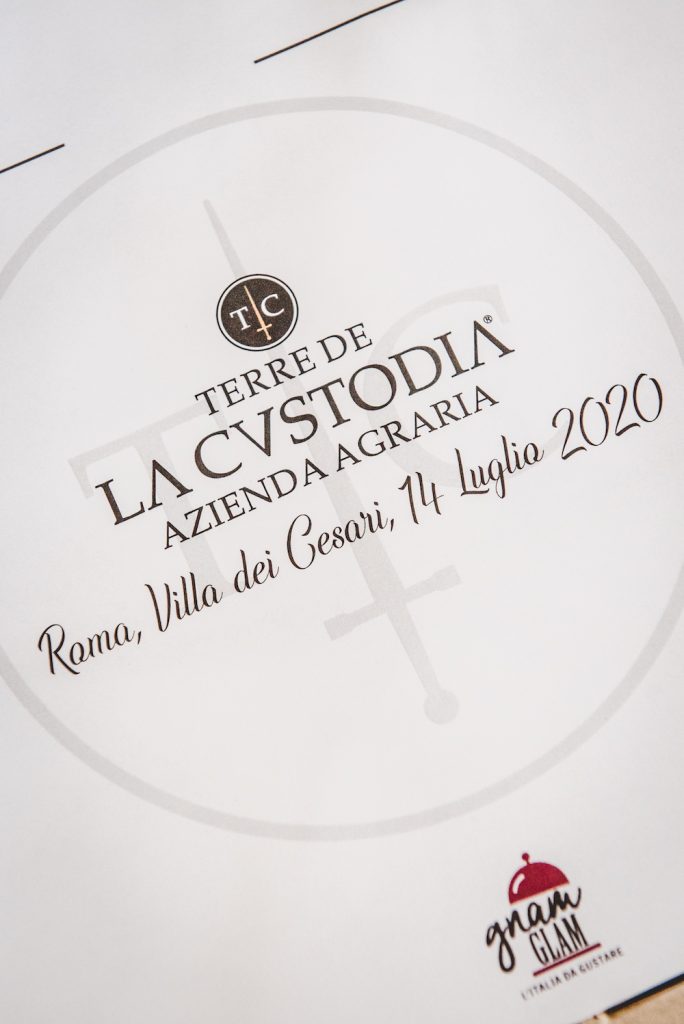 T C
TERRE DE
LA CVSTODIA®
AZIENDA AGRARIA
Roma, Villa dei Cesari, 14 Luglio 2020
T C
gnam
GLAM
L'ITALIA DA GUSTARE